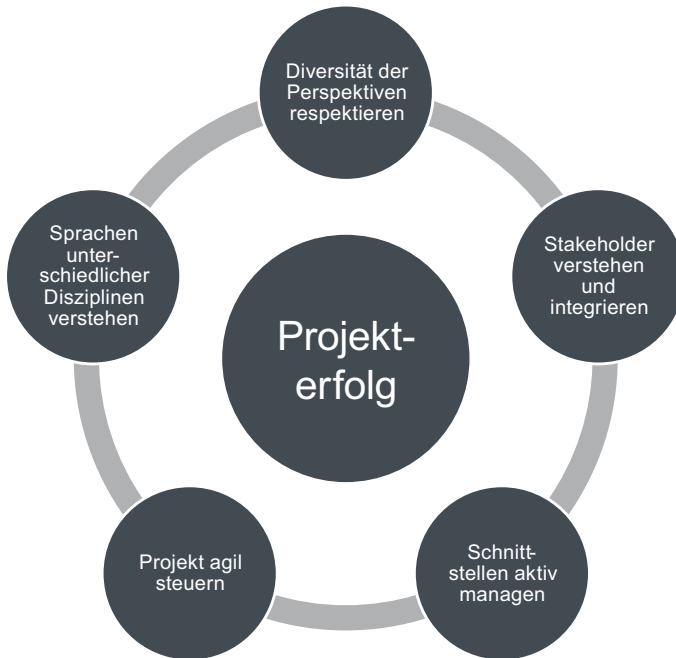 Diversität der
Perspektiven
respektieren
Stakeholder
verstehen
und
integrieren
Schnitt-
stellen aktiv
managen
Projekt agil
steuern
Sprachen
unter-
schiedlicher
Disziplinen
verstehen
Projekt-
erfolg